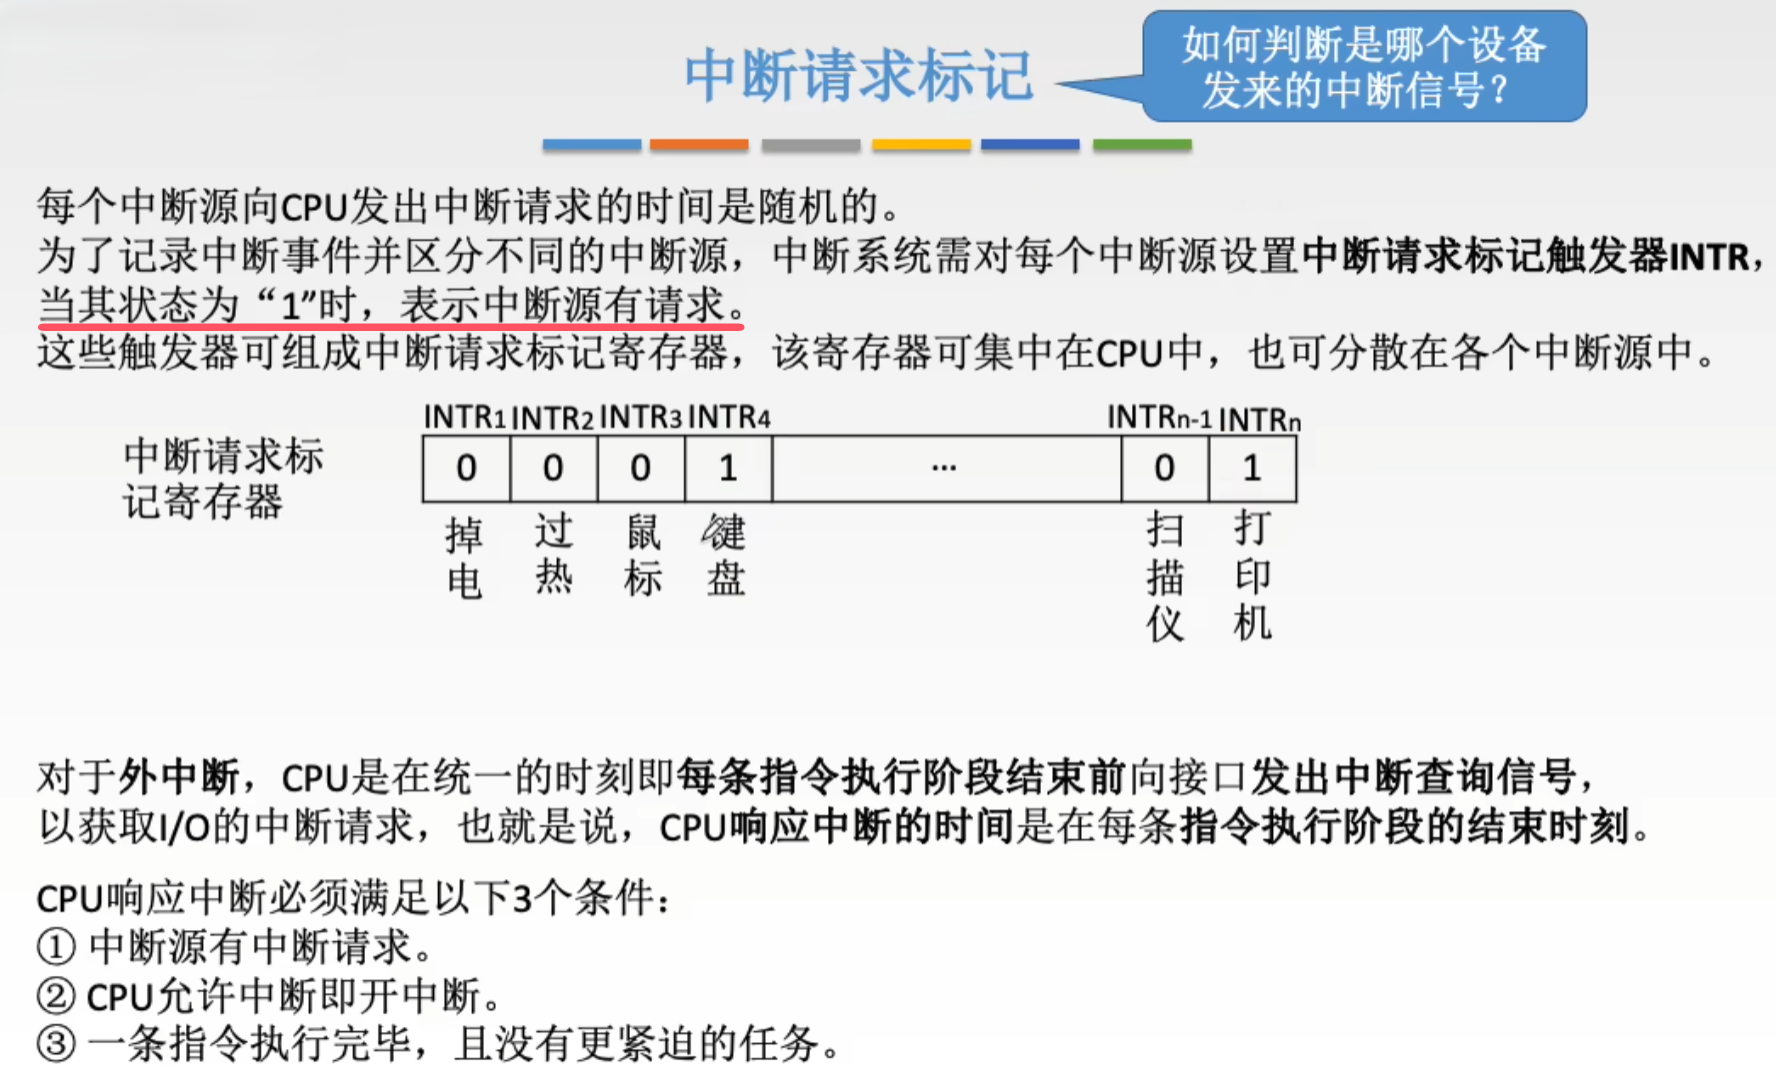 中断请求标记
如何判断是哪个设备
发来的中断信号？
每个中断源向CPU发出中断请求的时间是随机的。
为了记录中断事件并区分不同的中断源，中断系统需对每个中断源设置中断请求标记触发器INTR，
当其状态为“1”时，表示中断源有请求。
这些触发器可组成中断请求标记寄存器，该寄存器可集中在CPU中，也可分散在各个中断源中。
INTR1 INTR2 INTR3 INTR4 INTRn-1 INTRn
中断请求标
记寄存器
0 0 0 1 ... 0 1
掉电 过热 鼠标 键盘 扫描仪 打印机
对于外中断，CPU是在统一的时刻即每条指令执行阶段结束前向接口发出中断查询信号，
以获取I/O的中断请求，也就是说，CPU响应中断的时间是在每条指令执行阶段的结束时刻。
CPU响应中断必须满足以下3个条件：
① 中断源有中断请求。
② CPU允许中断即开中断。
③ 一条指令执行完毕，且没有更紧迫的任务。